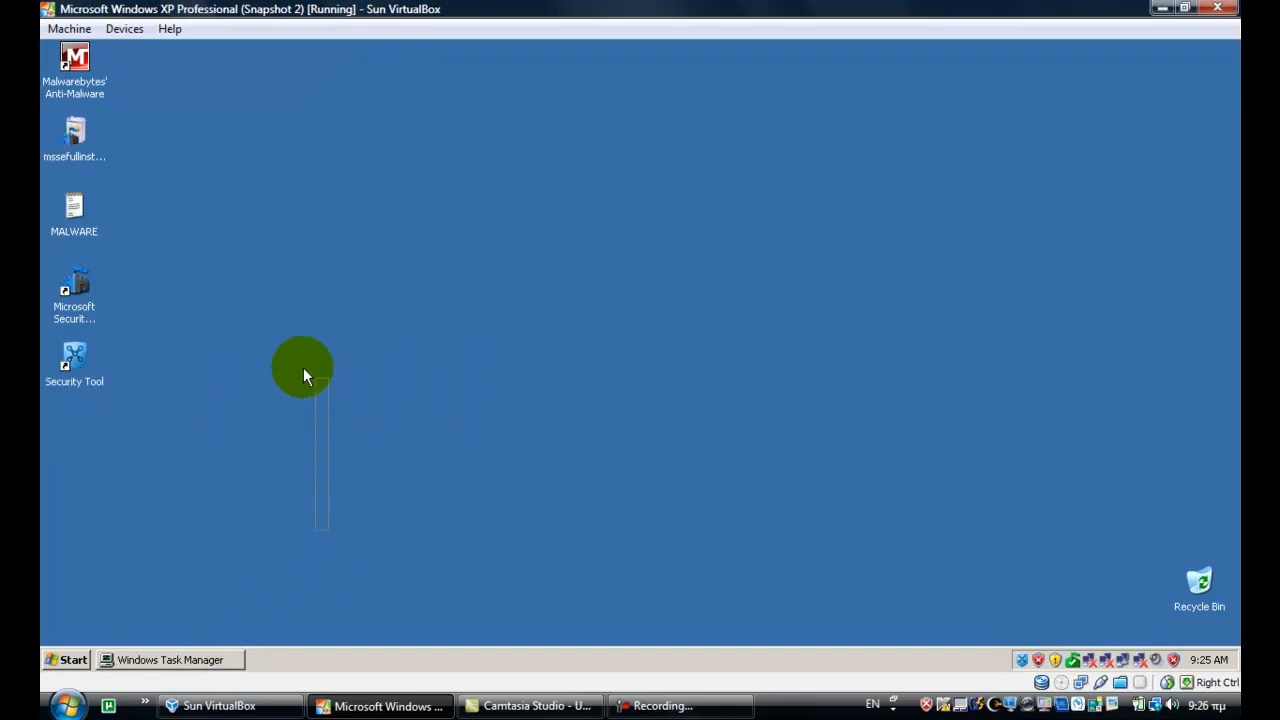 Microsoft Windows XP Professional (Snapshot 2) [Running] - Sun VirtualBox
Machine Devices Help
Malwarebytes'
Anti-Malware
mssefullinst...
MALWARE
Microsoft
Securit...
Security Tool
Recycle Bin
Start Windows Task Manager 9:25 AM
Right Ctrl
Sun VirtualBox Microsoft Windows ... Camtasia Studio - U... Recording... EN 9:26 πμ